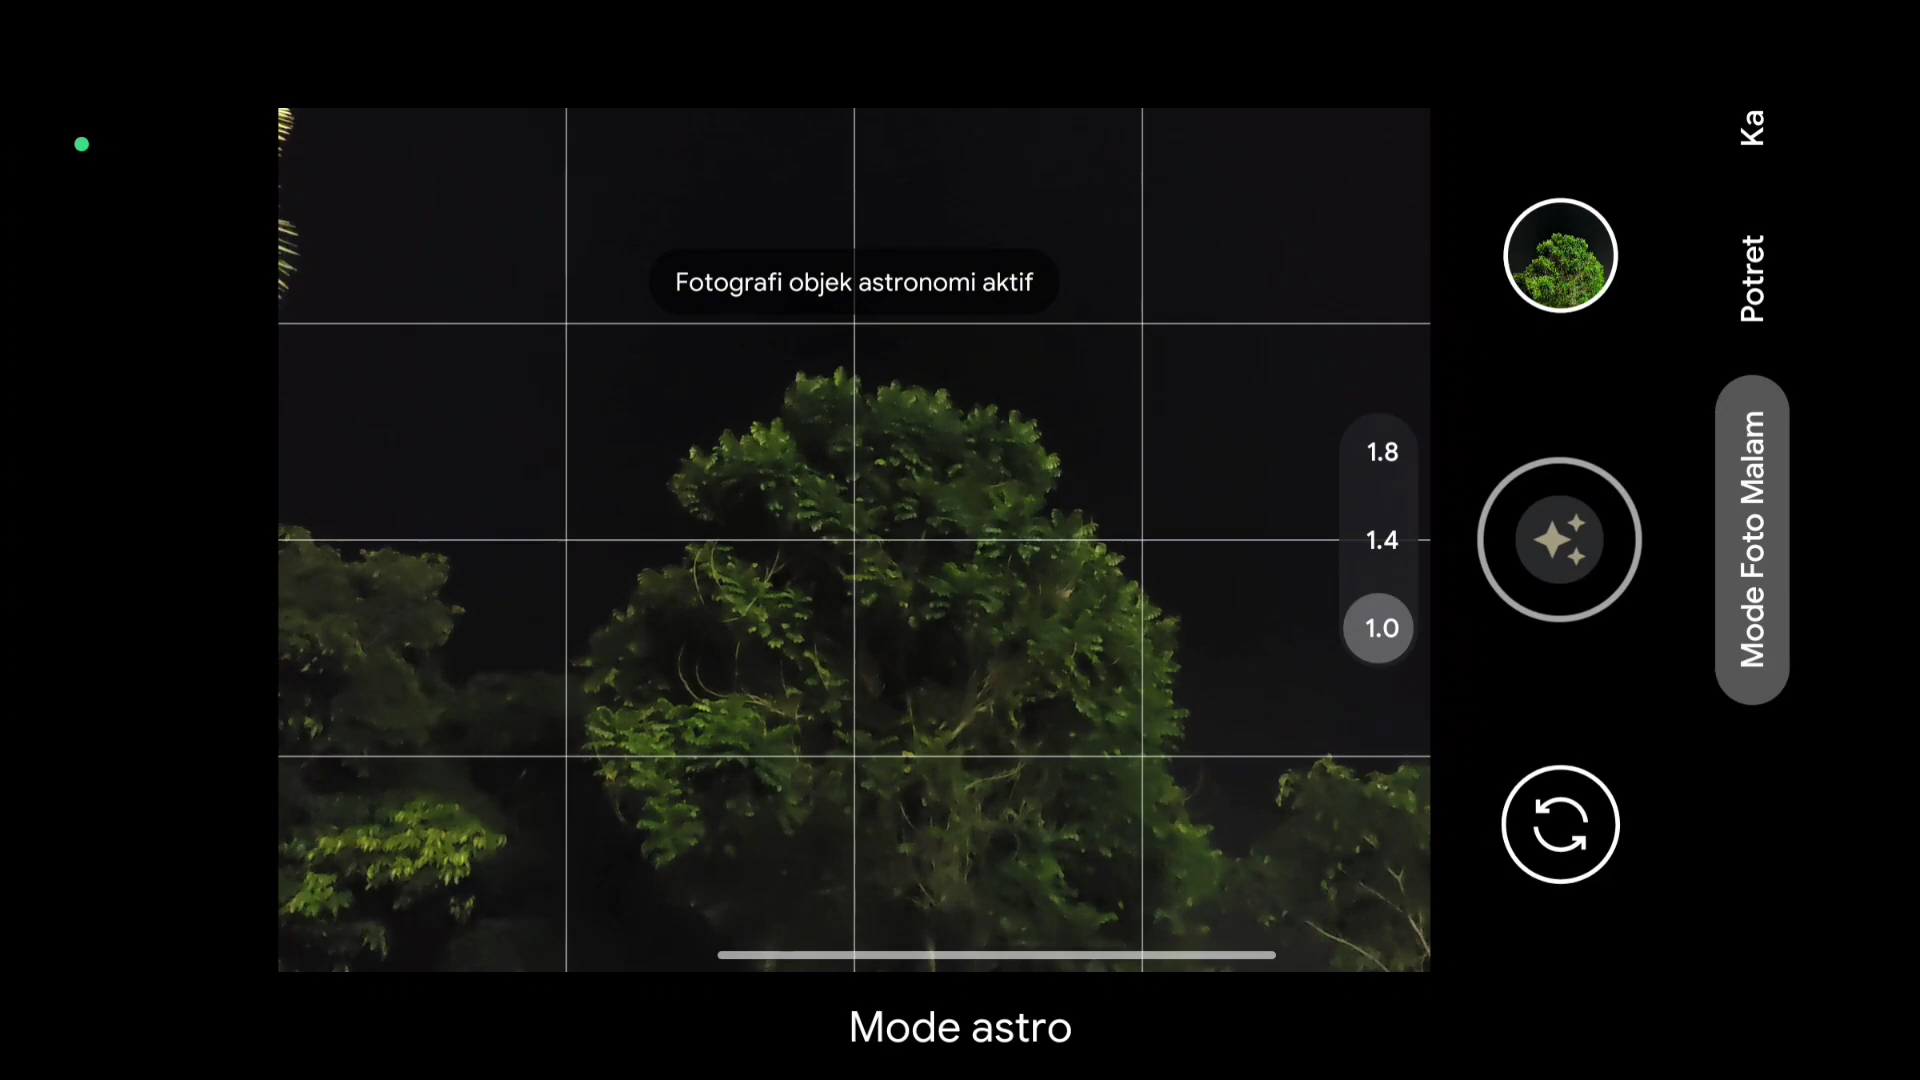 Fotografi objek astronomi aktif
1.8
1.4
1.0
Ka
Potret
Mode Foto Malam
Mode astro